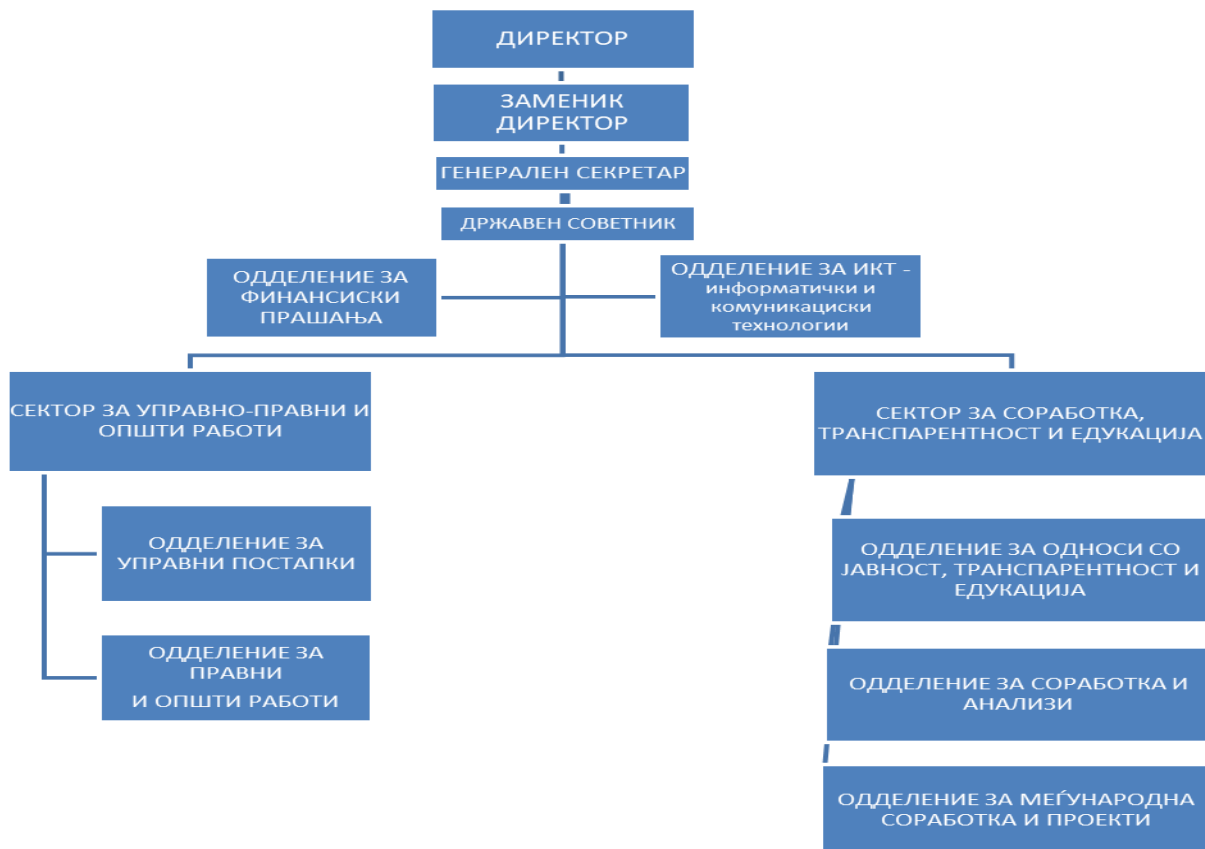 ДИРЕКТОР
ЗАМЕНИК
ДИРЕКТОР
ГЕНЕРАЛЕН СЕКРЕТАР
ДРЖАВЕН СОВЕТНИК
ОДДЕЛЕНИЕ ЗА
ФИНАНСИСКИ
ПРАШАЊА
ОДДЕЛЕНИЕ ЗА ИКТ -
информатички и
комуникациски
технологии
СЕКТОР ЗА УПРАВНО-ПРАВНИ И
ОПШТИ РАБОТИ
СЕКТОР ЗА СОРАБОТКА,
ТРАНСПАРЕНТНОСТ И ЕДУКАЦИЈА
ОДДЕЛЕНИЕ ЗА
УПРАВНИ ПОСТАПКИ
ОДДЕЛЕНИЕ ЗА
ПРАВНИ
И ОПШТИ РАБОТИ
ОДДЕЛЕНИЕ ЗА ОДНОСИ СО
ЈАВНОСТ, ТРАНСПАРЕНТНОСТ И
ЕДУКАЦИЈА
ОДДЕЛЕНИЕ ЗА СОРАБОТКА И
АНАЛИЗИ
ОДДЕЛЕНИЕ ЗА МЕЃУНАРОДНА
СОРАБОТКА И ПРОЕКТИ